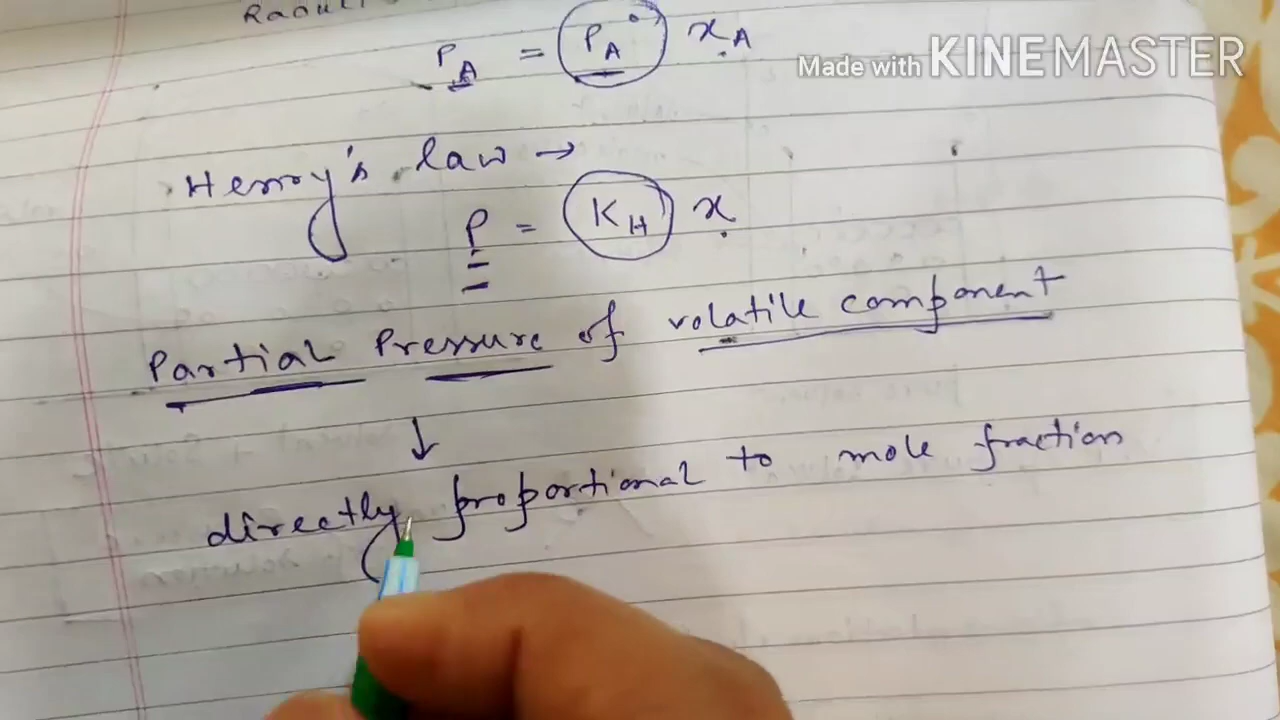 P_A = P_A° x_A
Made with KINEMASTER
Henry's law →
P = K_H x
Partial Pressure of volatile component
↓
directly proportional to mole fraction